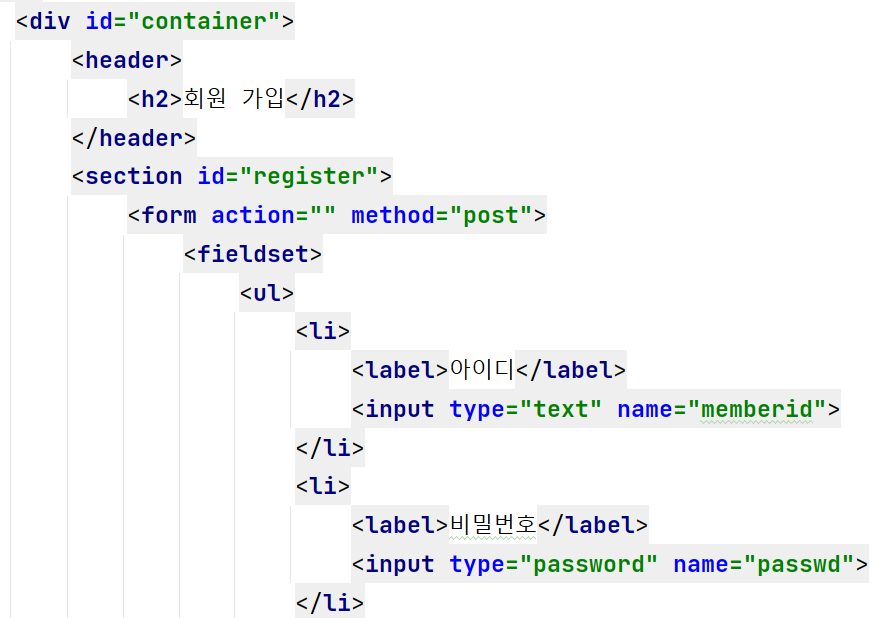 <div id="container">
<header>
<h2>회원 가입</h2>
</header>
<section id="register">
<form action="" method="post">
<fieldset>
<ul>
<li>
<label>아이디</label>
<input type="text" name="memberid">
</li>
<li>
<label>비밀번호</label>
<input type="password" name="passwd">
</li>